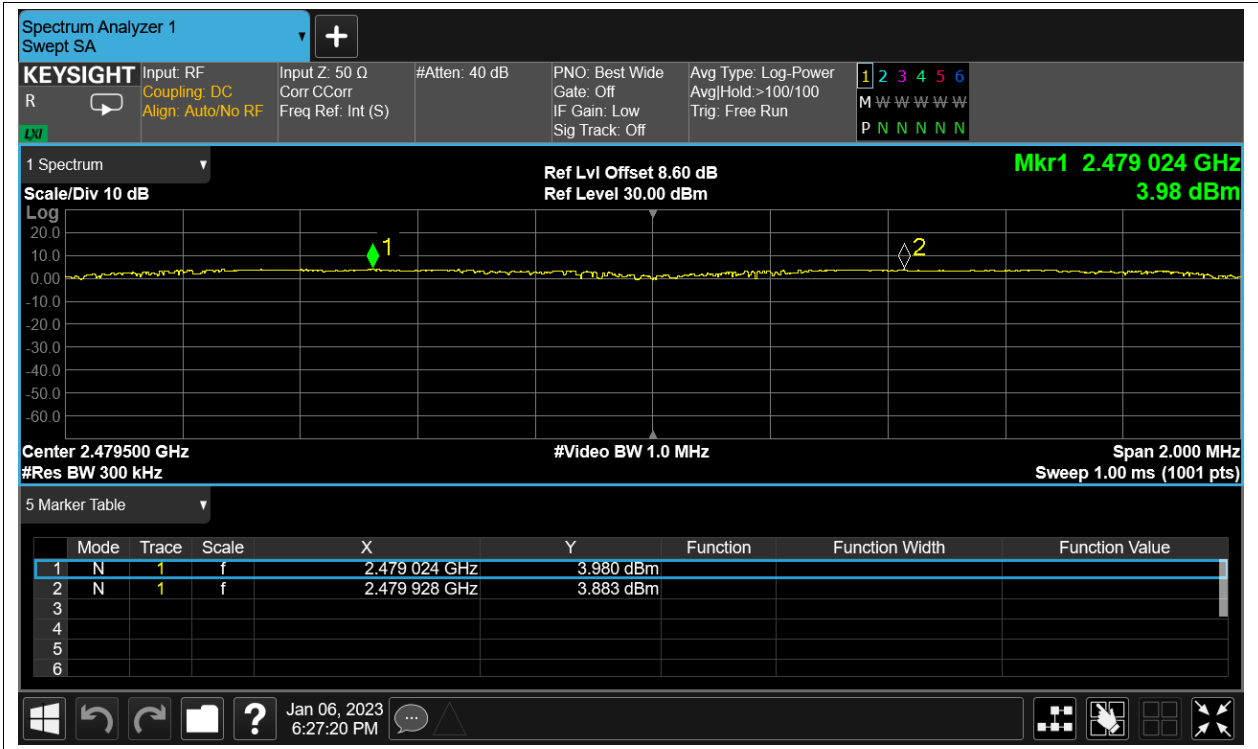 Spectrum Analyzer 1
Swept SA
KEYSIGHT
R
LXI
Input: RF
Coupling: DC
Align: Auto/No RF
Input Z: 50 Ω
Corr CCorr
Freq Ref: Int (S)
#Atten: 40 dB
PNO: Best Wide
Gate: Off
IF Gain: Low
Sig Track: Off
Avg Type: Log-Power
Avg|Hold:>100/100
Trig: Free Run
1 2 3 4 5 6
M W W W W W
P N N N N N
1 Spectrum
Scale/Div 10 dB
Ref Lvl Offset 8.60 dB
Ref Level 30.00 dBm
Mkr1 2.479 024 GHz
3.98 dBm
Log
20.0
10.0
0.00
-10.0
-20.0
-30.0
-40.0
-50.0
-60.0
1
2
Center 2.479500 GHz
#Video BW 1.0 MHz
Span 2.000 MHz
#Res BW 300 kHz
Sweep 1.00 ms (1001 pts)
5 Marker Table
Mode Trace Scale X Y Function Function Width Function Value
1 N 1 f 2.479 024 GHz 3.980 dBm
2 N 1 f 2.479 928 GHz 3.883 dBm
3
4
5
6
?
Jan 06, 2023
6:27:20 PM